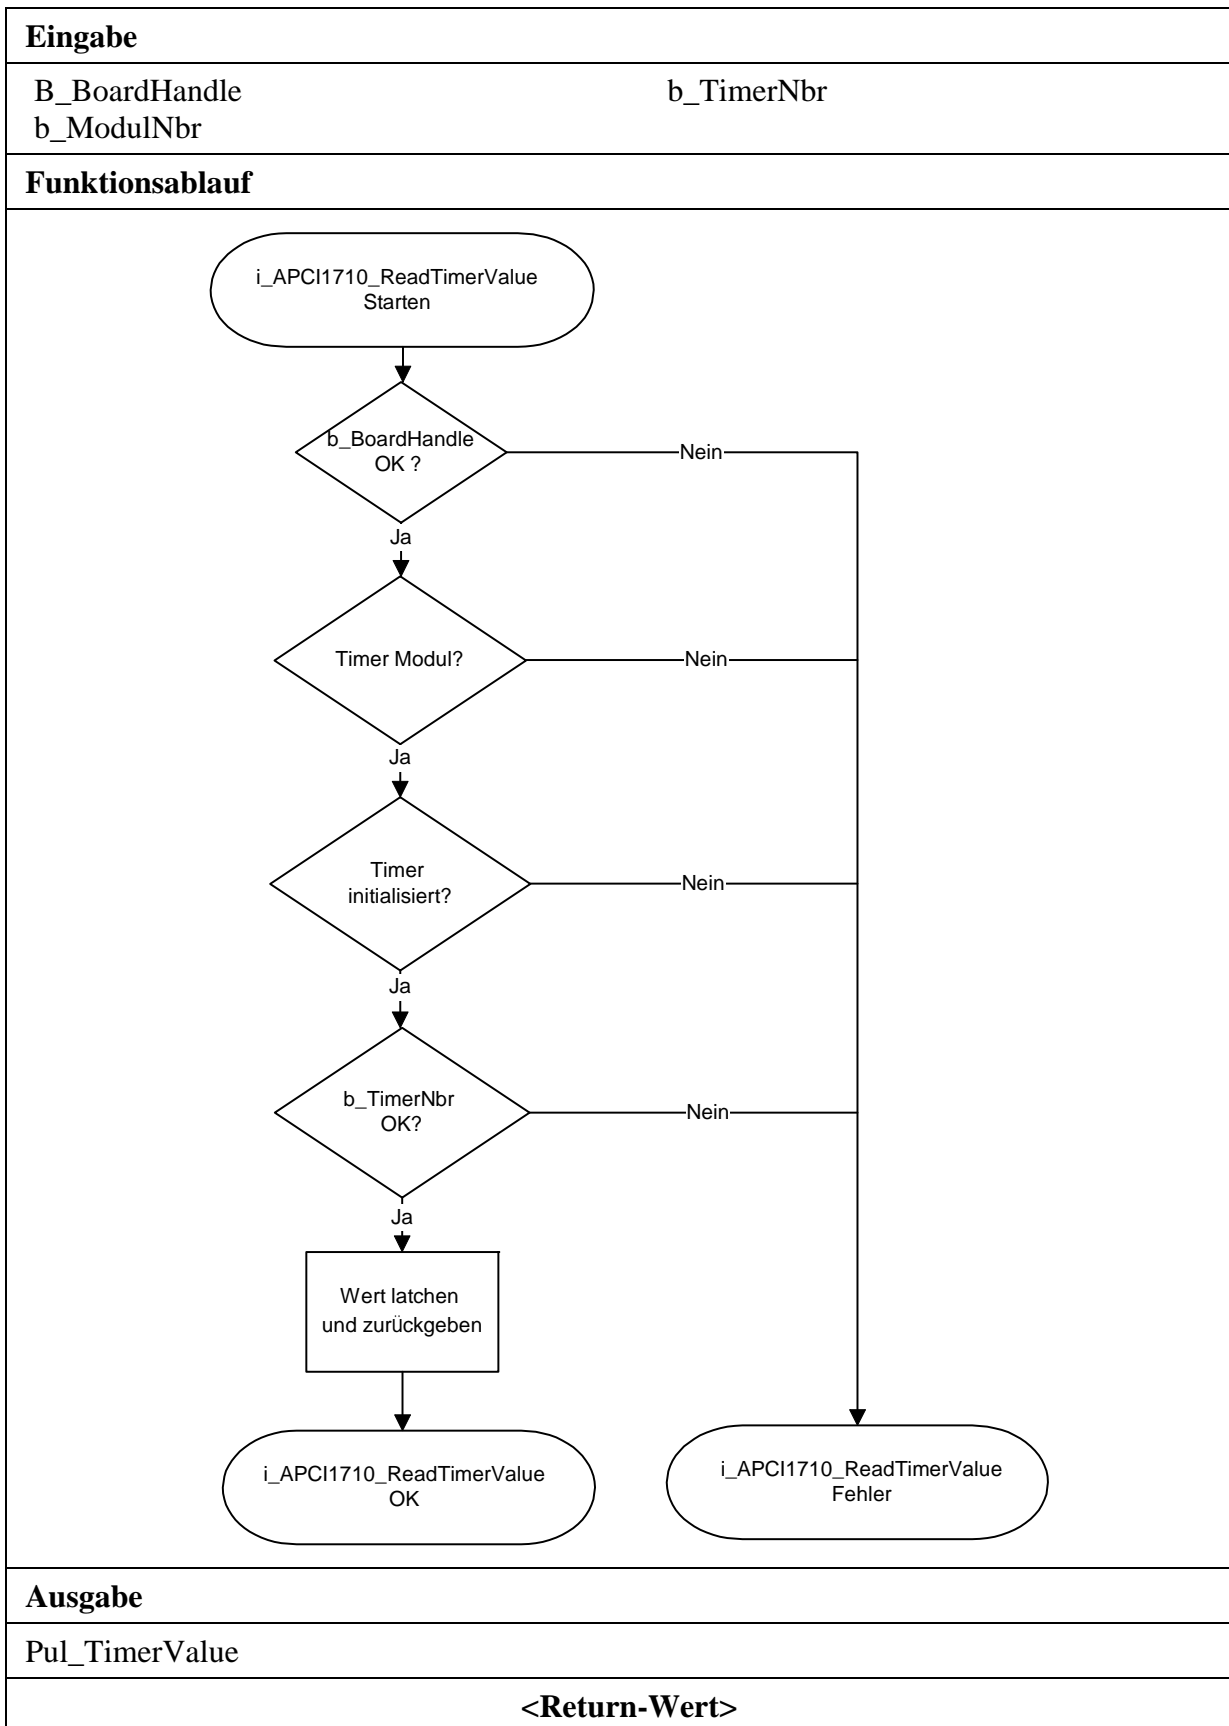 Eingabe
B_BoardHandle b_TimerNbr
b_ModulNbr
Funktionsablauf
i_APCI1710_ReadTimerValue
Starten
b_BoardHandle
OK ?
Nein
Ja
Timer Modul?
Nein
Ja
Timer
initialisiert?
Nein
Ja
b_TimerNbr
OK?
Nein
Ja
Wert latchen
und zurückgeben
i_APCI1710_ReadTimerValue
OK
i_APCI1710_ReadTimerValue
Fehler
Ausgabe
Pul_TimerValue
<Return-Wert>